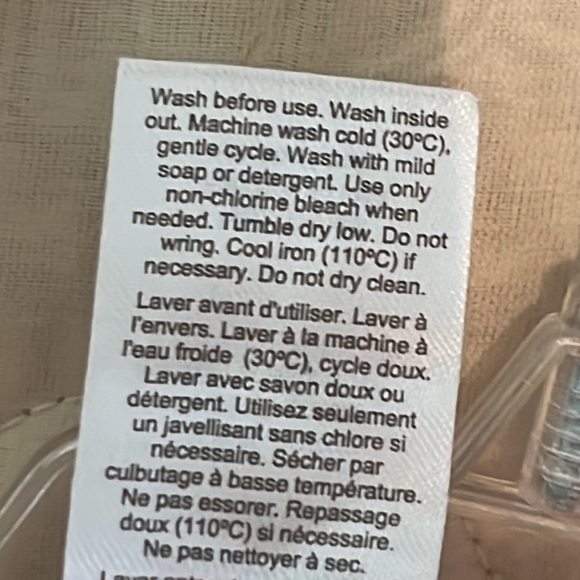 Wash before use. Wash inside
out. Machine wash cold (30ºC),
gentle cycle. Wash with mild
soap or detergent. Use only
non-chlorine bleach when
needed. Tumble dry low. Do not
wring. Cool iron (110ºC) if
necessary. Do not dry clean.
Laver avant d'utiliser. Laver à
l'envers. Laver à la machine à
l'eau froide (30ºC), cycle doux.
Laver avec savon doux ou
détergent. Utilisez seulement
un javellisant sans chlore si
nécessaire. Sécher par
culbutage à basse température.
Ne pas essorer. Repassage
doux (110ºC) si nécessaire.
Ne pas nettoyer à sec.